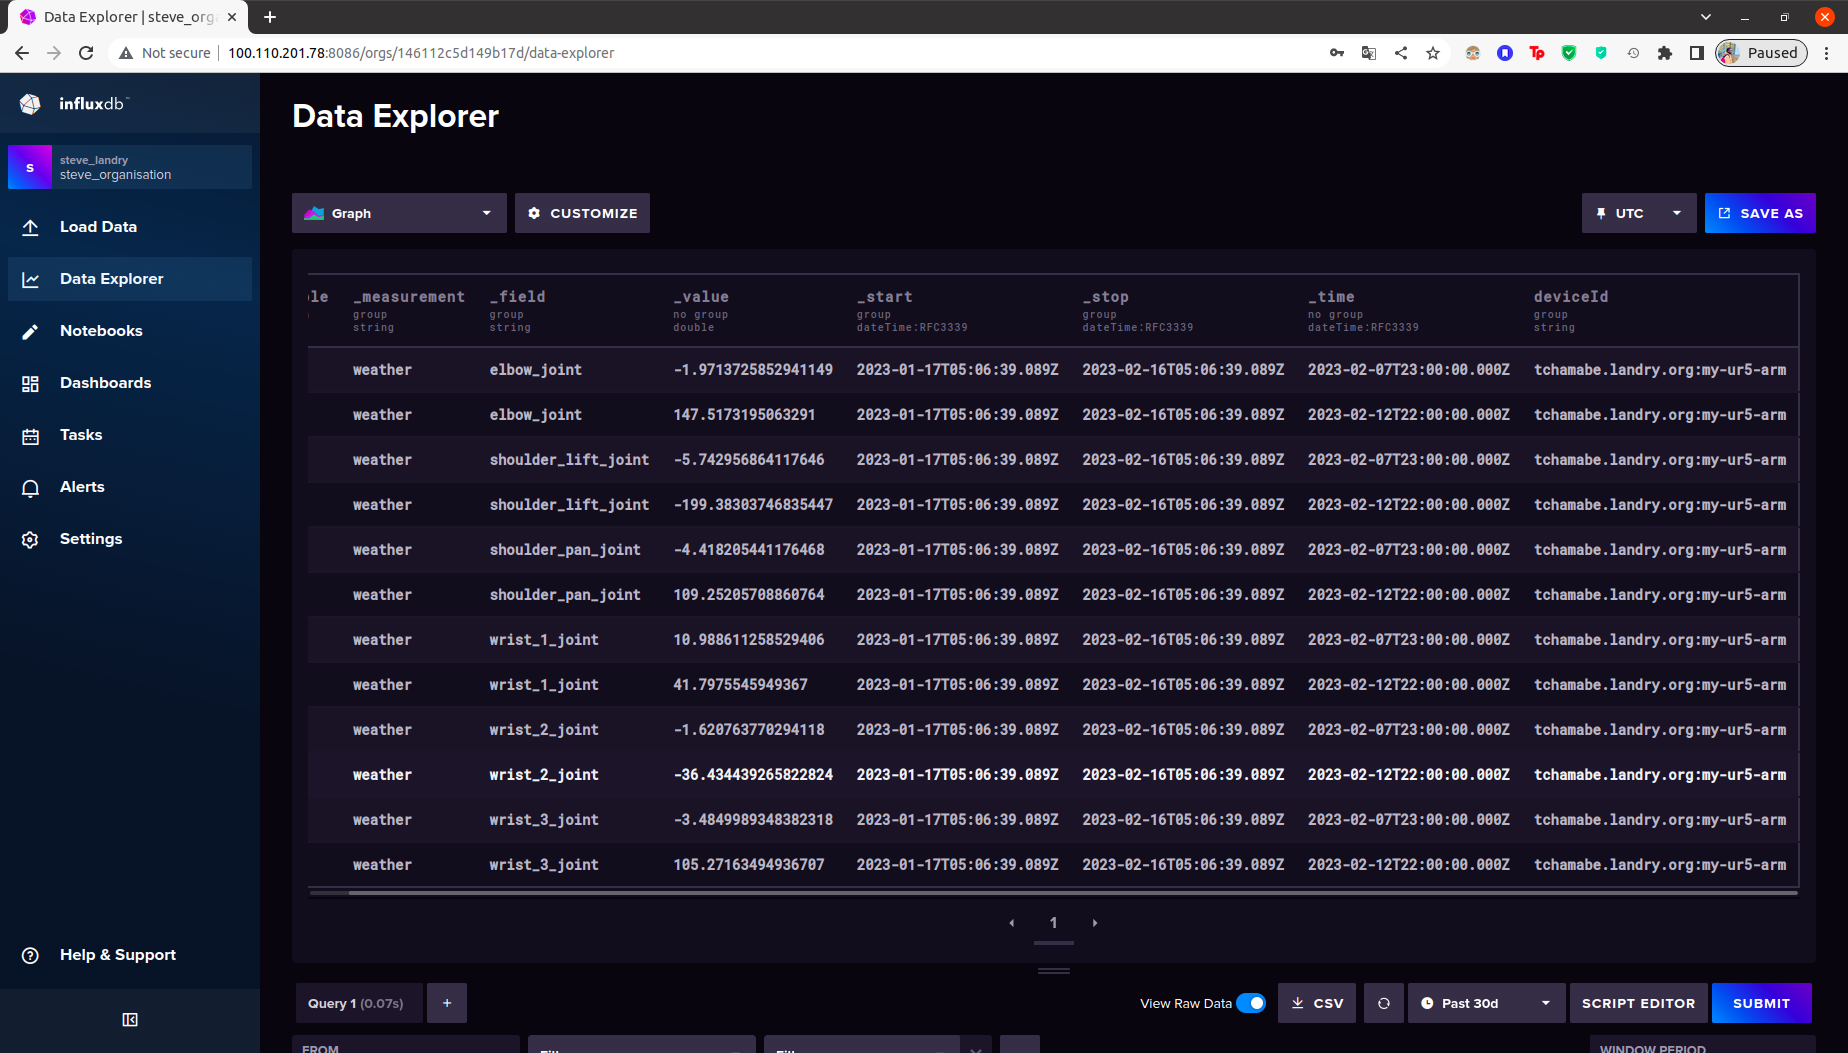 Data Explorer | steve_orga
Not secure
100.110.201.78:8086/orgs/146112c5d149b17d/data-explorer
Tp
Paused
influxdb™
S
steve_landry
steve_organisation
Load Data
Data Explorer
Notebooks
Dashboards
Tasks
Alerts
Settings
Help & Support
Data Explorer
Graph
CUSTOMIZE
UTC
SAVE AS
le _measurement _field _value _start _stop _time deviceId
group group no group group group no group group
string string double dateTime:RFC3339 dateTime:RFC3339 dateTime:RFC3339 string
weather elbow_joint -1.9713725852941149 2023-01-17T05:06:39.089Z 2023-02-16T05:06:39.089Z 2023-02-07T23:00:00.000Z tchamabe.landry.org:my-ur5-arm
weather elbow_joint 147.5173195063291 2023-01-17T05:06:39.089Z 2023-02-16T05:06:39.089Z 2023-02-12T22:00:00.000Z tchamabe.landry.org:my-ur5-arm
weather shoulder_lift_joint -5.742956864117646 2023-01-17T05:06:39.089Z 2023-02-16T05:06:39.089Z 2023-02-07T23:00:00.000Z tchamabe.landry.org:my-ur5-arm
weather shoulder_lift_joint -199.38303746835447 2023-01-17T05:06:39.089Z 2023-02-16T05:06:39.089Z 2023-02-12T22:00:00.000Z tchamabe.landry.org:my-ur5-arm
weather shoulder_pan_joint -4.418205441176468 2023-01-17T05:06:39.089Z 2023-02-16T05:06:39.089Z 2023-02-07T23:00:00.000Z tchamabe.landry.org:my-ur5-arm
weather shoulder_pan_joint 109.25205708860764 2023-01-17T05:06:39.089Z 2023-02-16T05:06:39.089Z 2023-02-12T22:00:00.000Z tchamabe.landry.org:my-ur5-arm
weather wrist_1_joint 10.988611258529406 2023-01-17T05:06:39.089Z 2023-02-16T05:06:39.089Z 2023-02-07T23:00:00.000Z tchamabe.landry.org:my-ur5-arm
weather wrist_1_joint 41.7975545949367 2023-01-17T05:06:39.089Z 2023-02-16T05:06:39.089Z 2023-02-12T22:00:00.000Z tchamabe.landry.org:my-ur5-arm
weather wrist_2_joint -1.620763770294118 2023-01-17T05:06:39.089Z 2023-02-16T05:06:39.089Z 2023-02-07T23:00:00.000Z tchamabe.landry.org:my-ur5-arm
weather wrist_2_joint -36.434439265822824 2023-01-17T05:06:39.089Z 2023-02-16T05:06:39.089Z 2023-02-12T22:00:00.000Z tchamabe.landry.org:my-ur5-arm
weather wrist_3_joint -3.4849989348382318 2023-01-17T05:06:39.089Z 2023-02-16T05:06:39.089Z 2023-02-07T23:00:00.000Z tchamabe.landry.org:my-ur5-arm
weather wrist_3_joint 105.27163494936707 2023-01-17T05:06:39.089Z 2023-02-16T05:06:39.089Z 2023-02-12T22:00:00.000Z tchamabe.landry.org:my-ur5-arm
1
Query 1 (0.07s)
+
View Raw Data
CSV
Past 30d
SCRIPT EDITOR
SUBMIT
FROM
WINDOW PERIOD